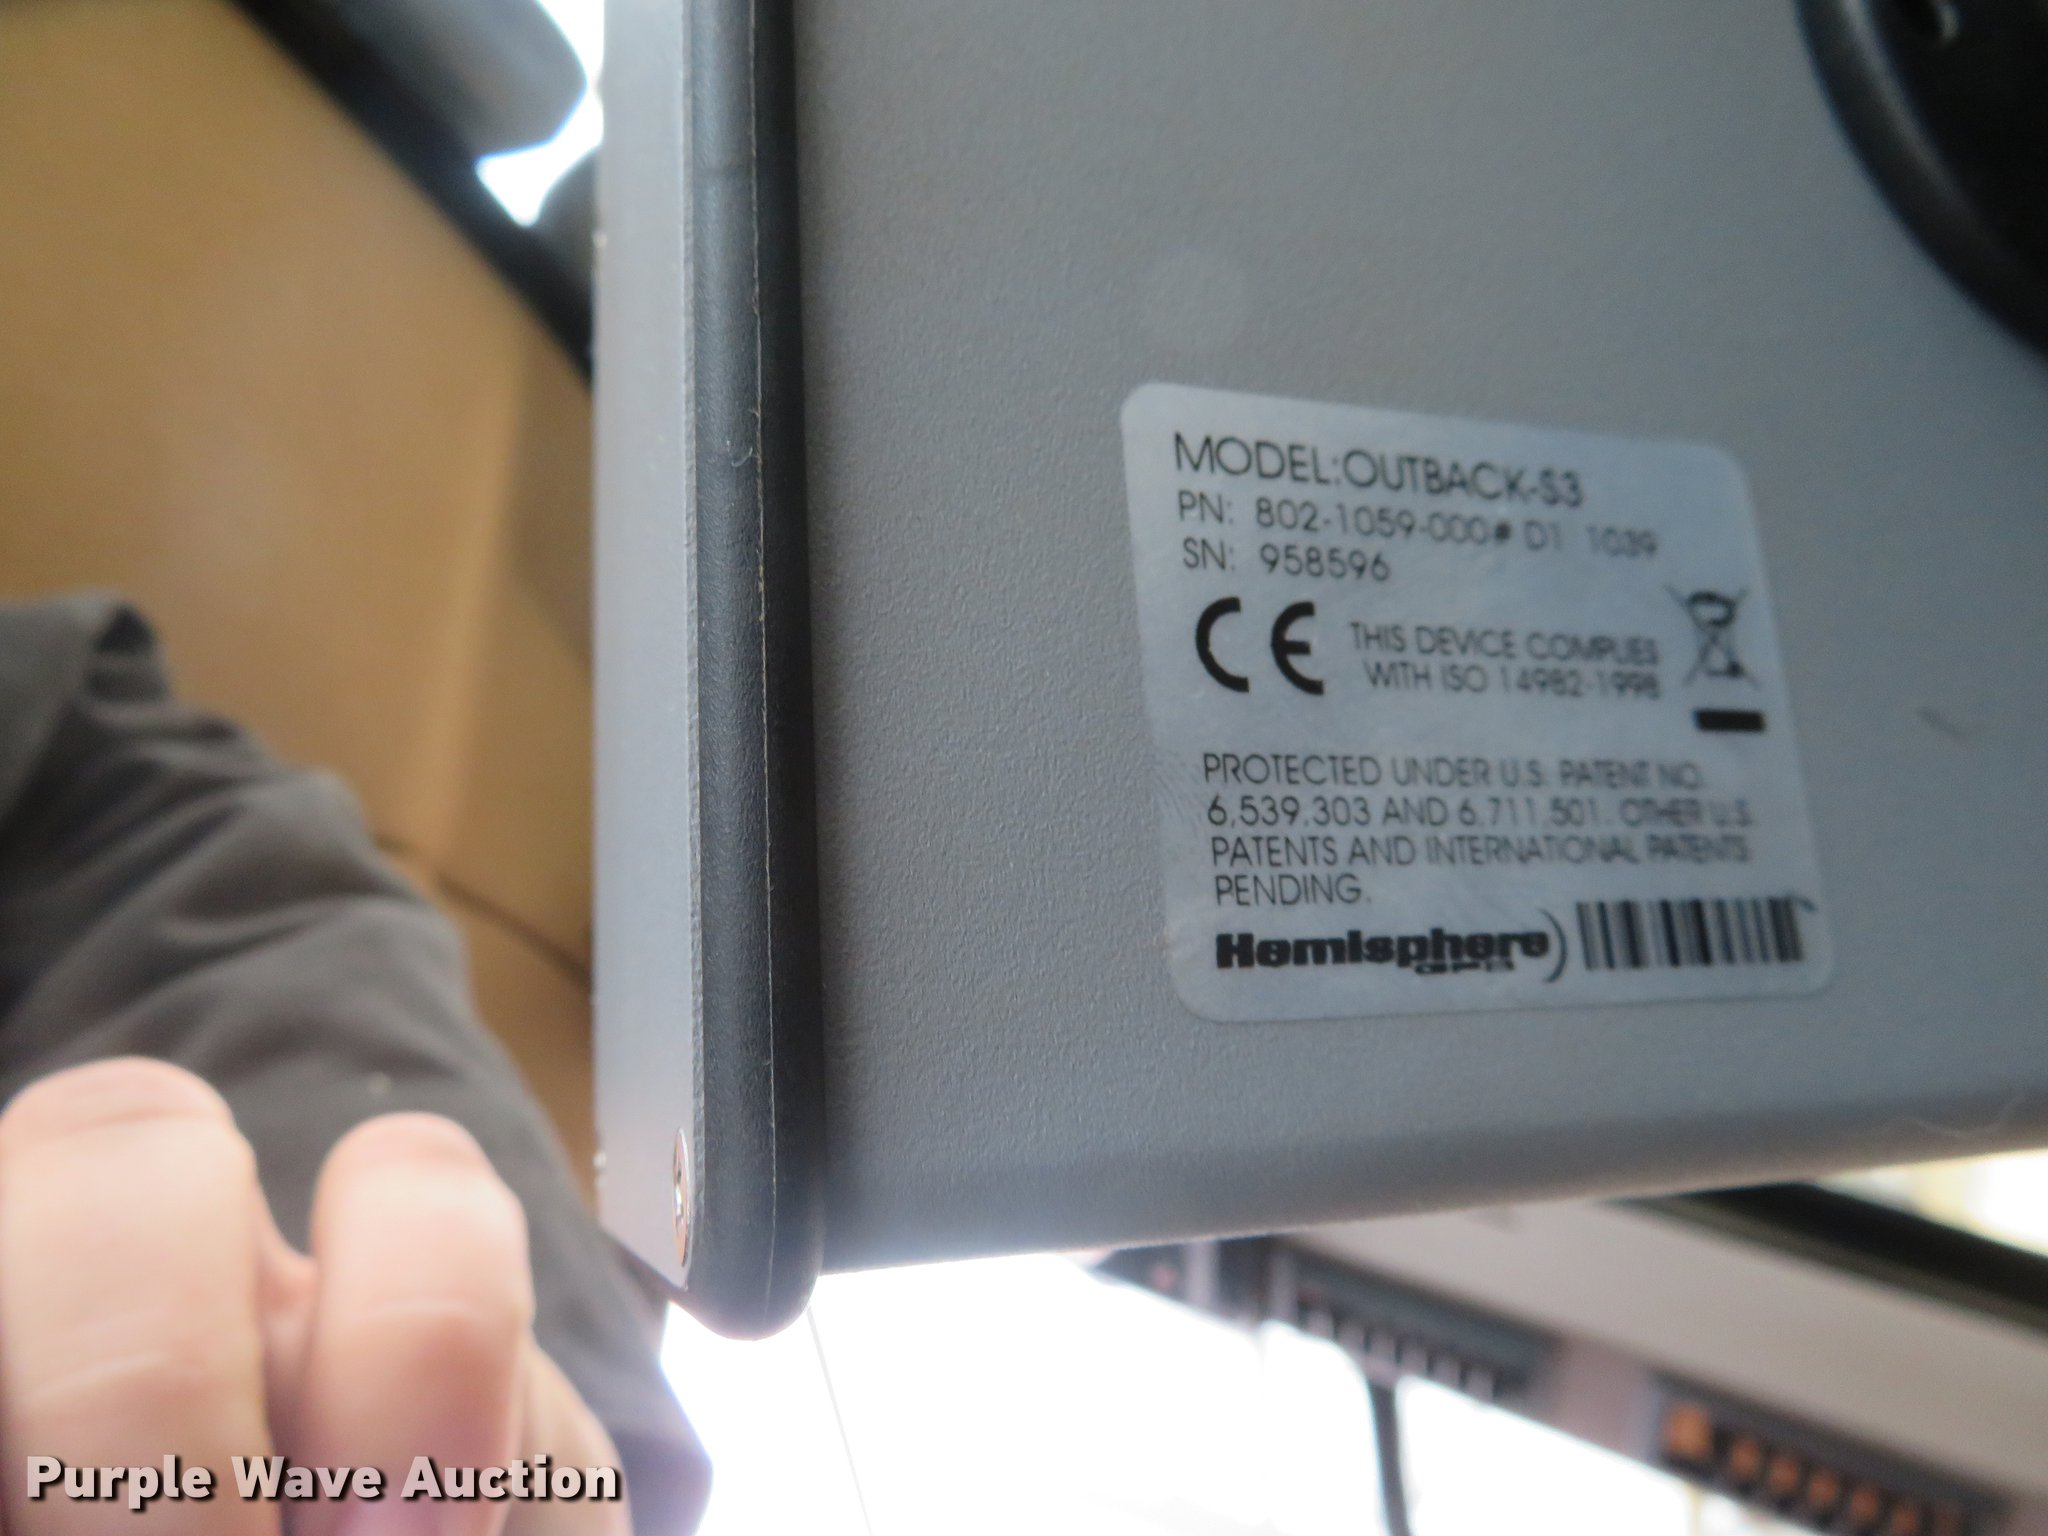 MODEL:OUTBACK-S3
PN: 802-1059-000# D1 1039
SN: 958596
CE THIS DEVICE COMPLIES
WITH ISO 14982-1998
PROTECTED UNDER U.S. PATENT NO.
6,539,303 AND 6,711,501. OTHER U.S.
PATENTS AND INTERNATIONAL PATENTS
PENDING.
Hemisphere
GPS
Purple Wave Auction